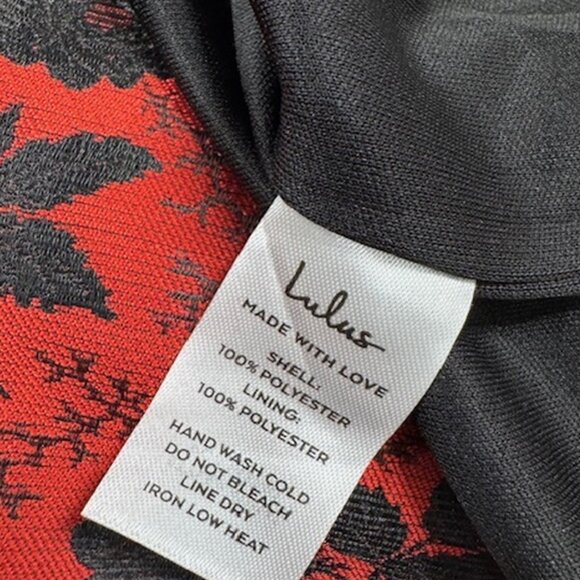 Lulus
MADE WITH LOVE
SHELL:
100% POLYESTER
LINING:
100% POLYESTER
HAND WASH COLD
DO NOT BLEACH
LINE DRY
IRON LOW HEAT